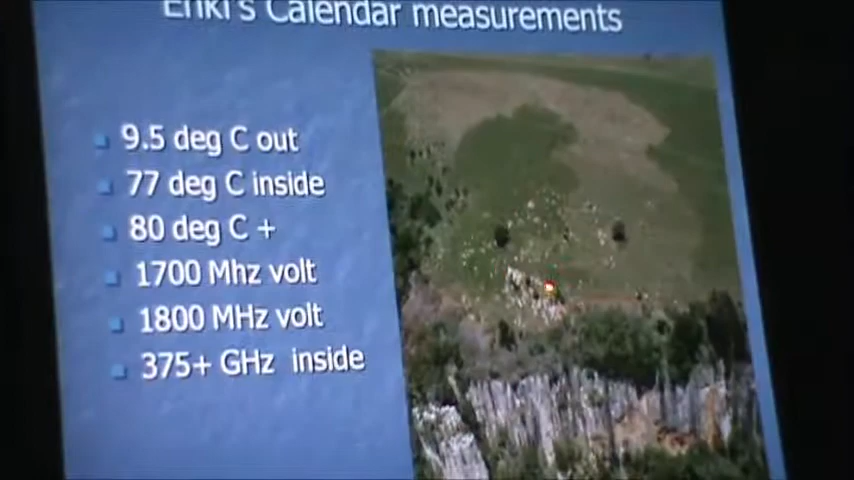 Enki's Calendar measurements
9.5 deg C out
77 deg C inside
80 deg C +
1700 Mhz volt
1800 MHz volt
375+ GHz inside